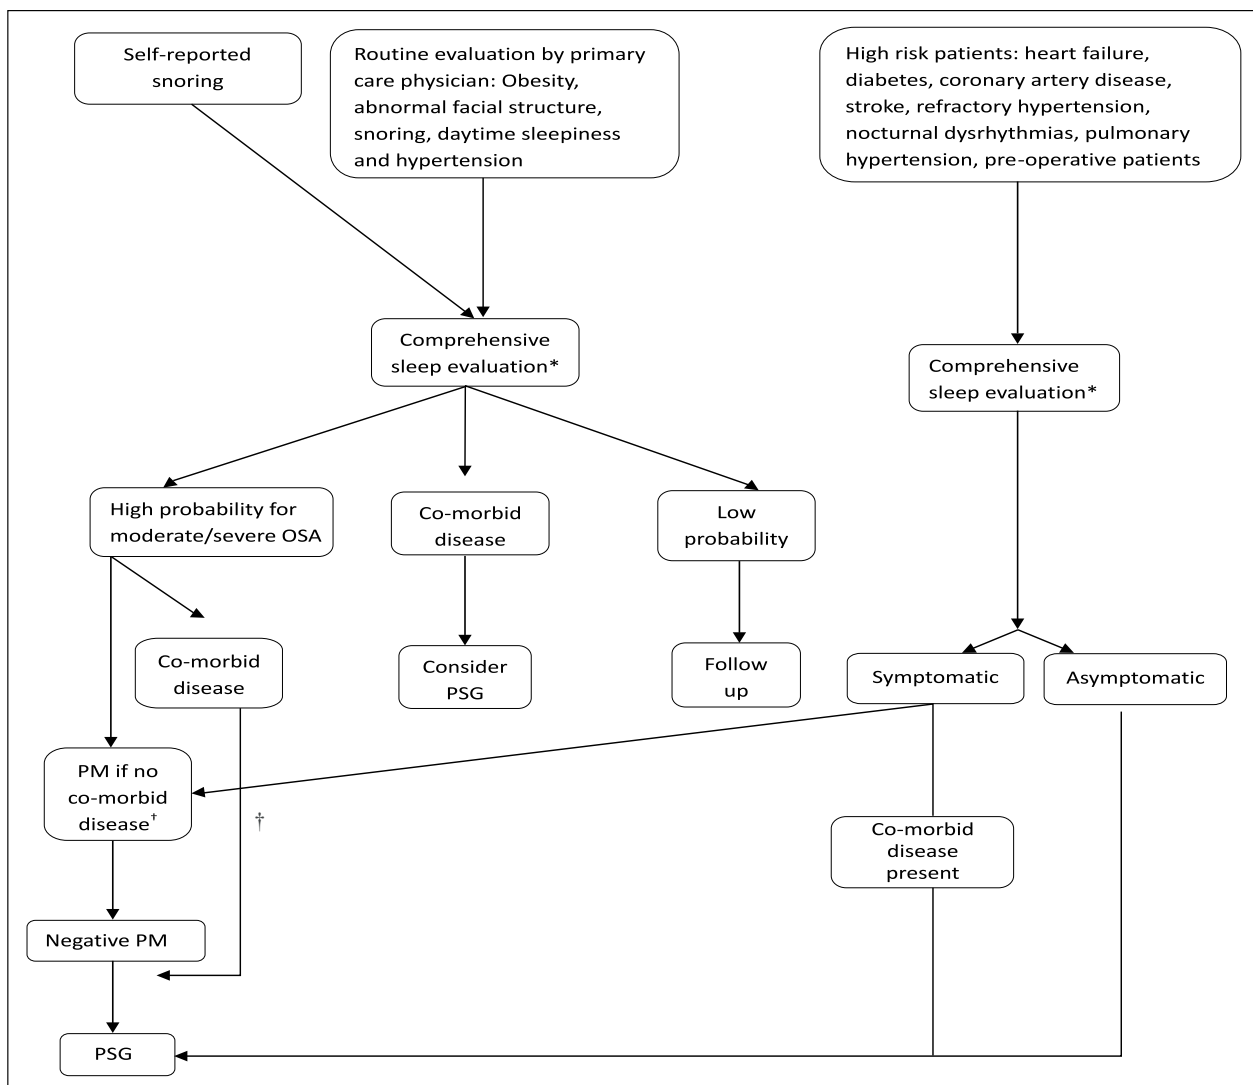 Self-reported
snoring
Routine evaluation by primary
care physician: Obesity,
abnormal facial structure,
snoring, daytime sleepiness
and hypertension
High risk patients: heart failure,
diabetes, coronary artery disease,
stroke, refractory hypertension,
nocturnal dysrhythmias, pulmonary
hypertension, pre-operative patients
Comprehensive
sleep evaluation*
Comprehensive
sleep evaluation*
High probability for
moderate/severe OSA
Co-morbid
disease
Low
probability
Co-morbid
disease
Consider
PSG
Follow
up
Symptomatic
Asymptomatic
PM if no
co-morbid
disease†
†
Co-morbid
disease
present
Negative PM
PSG